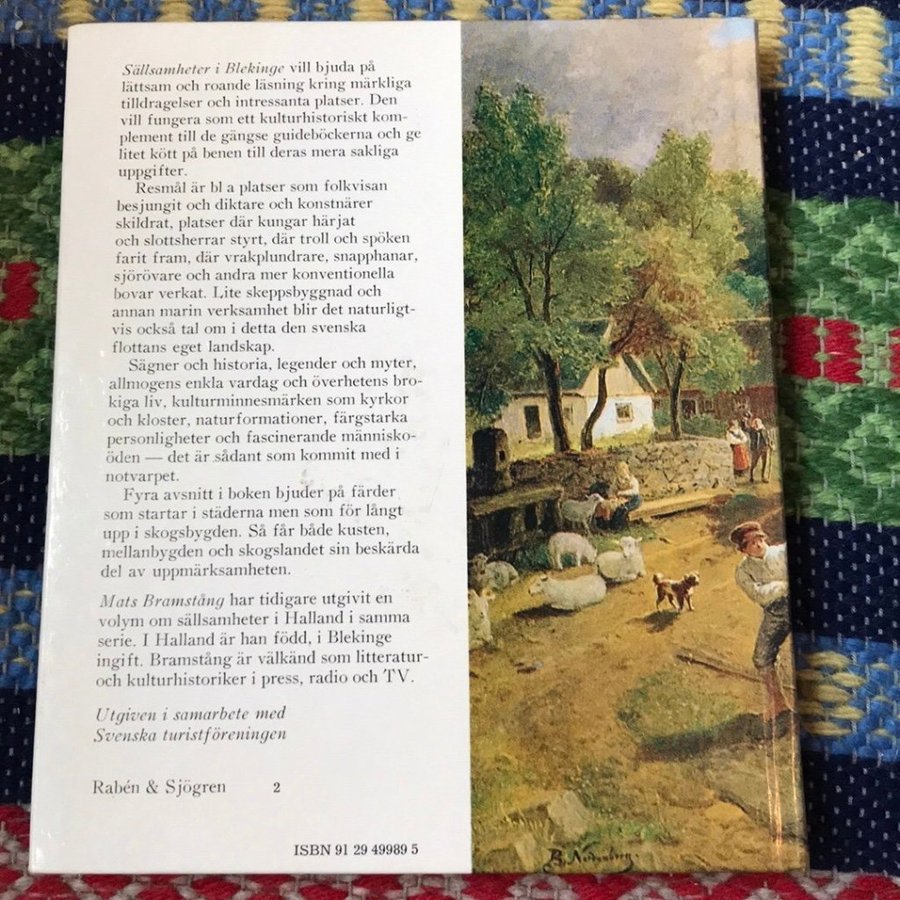 Sällsamheter i Blekinge vill bjuda på
lättsam och roande läsning kring märkliga
tilldragelser och intressanta platser. Den
vill fungera som ett kulturhistoriskt kom-
plement till de gängse guideböckerna och ge
litet kött på benen till deras mera sakliga
uppgifter.
Resmål är bl a platser som folkvisan
besjungit och diktare och konstnärer
skildrat, platser där kungar härjat
och slottsherrar styrt, där troll och spöken
farit fram, där vrakplundrare, snapphanar,
sjörövare och andra mer konventionella
bovar verkat. Lite skeppsbyggnad och
annan marin verksamhet blir det naturligt-
vis också tal om i detta den svenska
flottans eget landskap.
Sägner och historia, legender och myter,
allmogens enkla vardag och överhetens bro-
kiga liv, kulturminnesmärken som kyrkor
och kloster, naturformationer, färgstarka
personligheter och fascinerande människo-
öden — det är sådant som kommit med i
notvarpet.
Fyra avsnitt i boken bjuder på färder
som startar i städerna men som för långt
upp i skogsbygden. Så får både kusten,
mellanbygden och skogslandet sin beskärda
del av uppmärksamheten.
Mats Bramstång har tidigare utgivit en
volym om sällsamheter i Halland i samma
serie. I Halland är han född, i Blekinge
ingift. Bramstång är välkänd som litteratur-
och kulturhistoriker i press, radio och TV.
Utgiven i samarbete med
Svenska turistföreningen
Rabén & Sjögren 2
ISBN 91 29 49989 5
B. Nordenberg